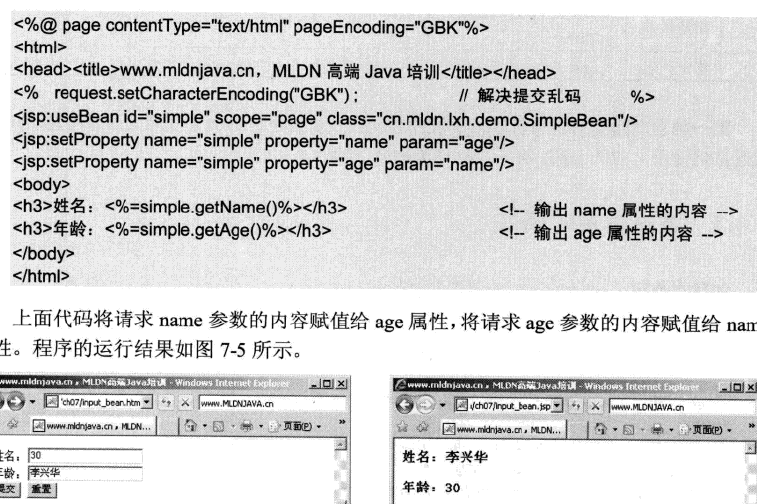 <%@ page contentType="text/html" pageEncoding="GBK"%>
<html>
<head><title>www.mldnjava.cn，MLDN 高端 Java 培训</title></head>
<% request.setCharacterEncoding("GBK") ; // 解决提交乱码 %>
<jsp:useBean id="simple" scope="page" class="cn.mldn.lxh.demo.SimpleBean"/>
<jsp:setProperty name="simple" property="name" param="age"/>
<jsp:setProperty name="simple" property="age" param="name"/>
<body>
<h3>姓名：<%=simple.getName()%></h3> <!-- 输出 name 属性的内容 -->
<h3>年龄：<%=simple.getAge()%></h3> <!-- 输出 age 属性的内容 -->
</body>
</html>
上面代码将请求 name 参数的内容赋值给 age 属性，将请求 age 参数的内容赋值给 nam
性。程序的运行结果如图 7-5 所示。
www.mldnjava.cn，MLDN高端Java培训 - Windows Internet Explorer
'ch07/input_bean.htm www.MLDNJAVA.cn
www.mldnjava.cn，MLDN... 页面(P)
姓名：30
年龄：李兴华
提交 重置
www.mldnjava.cn，MLDN高端Java培训 - Windows Internet Explorer
/ch07/input_bean.jsp www.MLDNJAVA.cn
www.mldnjava.cn，MLDN... 页面(P)
姓名：李兴华
年龄：30